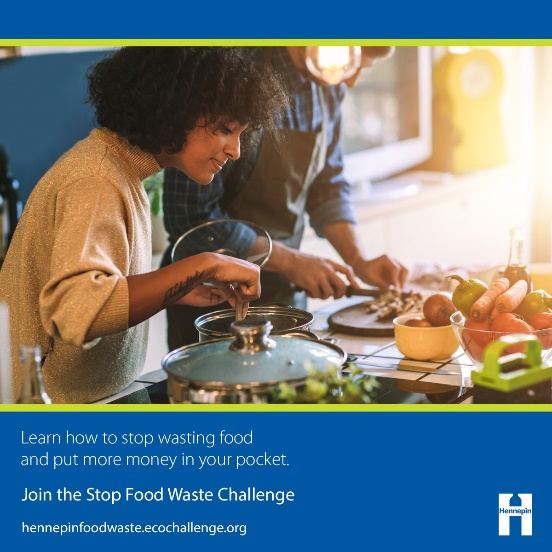 Learn how to stop wasting food
and put more money in your pocket.
Join the Stop Food Waste Challenge
hennepinfoodwaste.ecochallenge.org
Hennepin